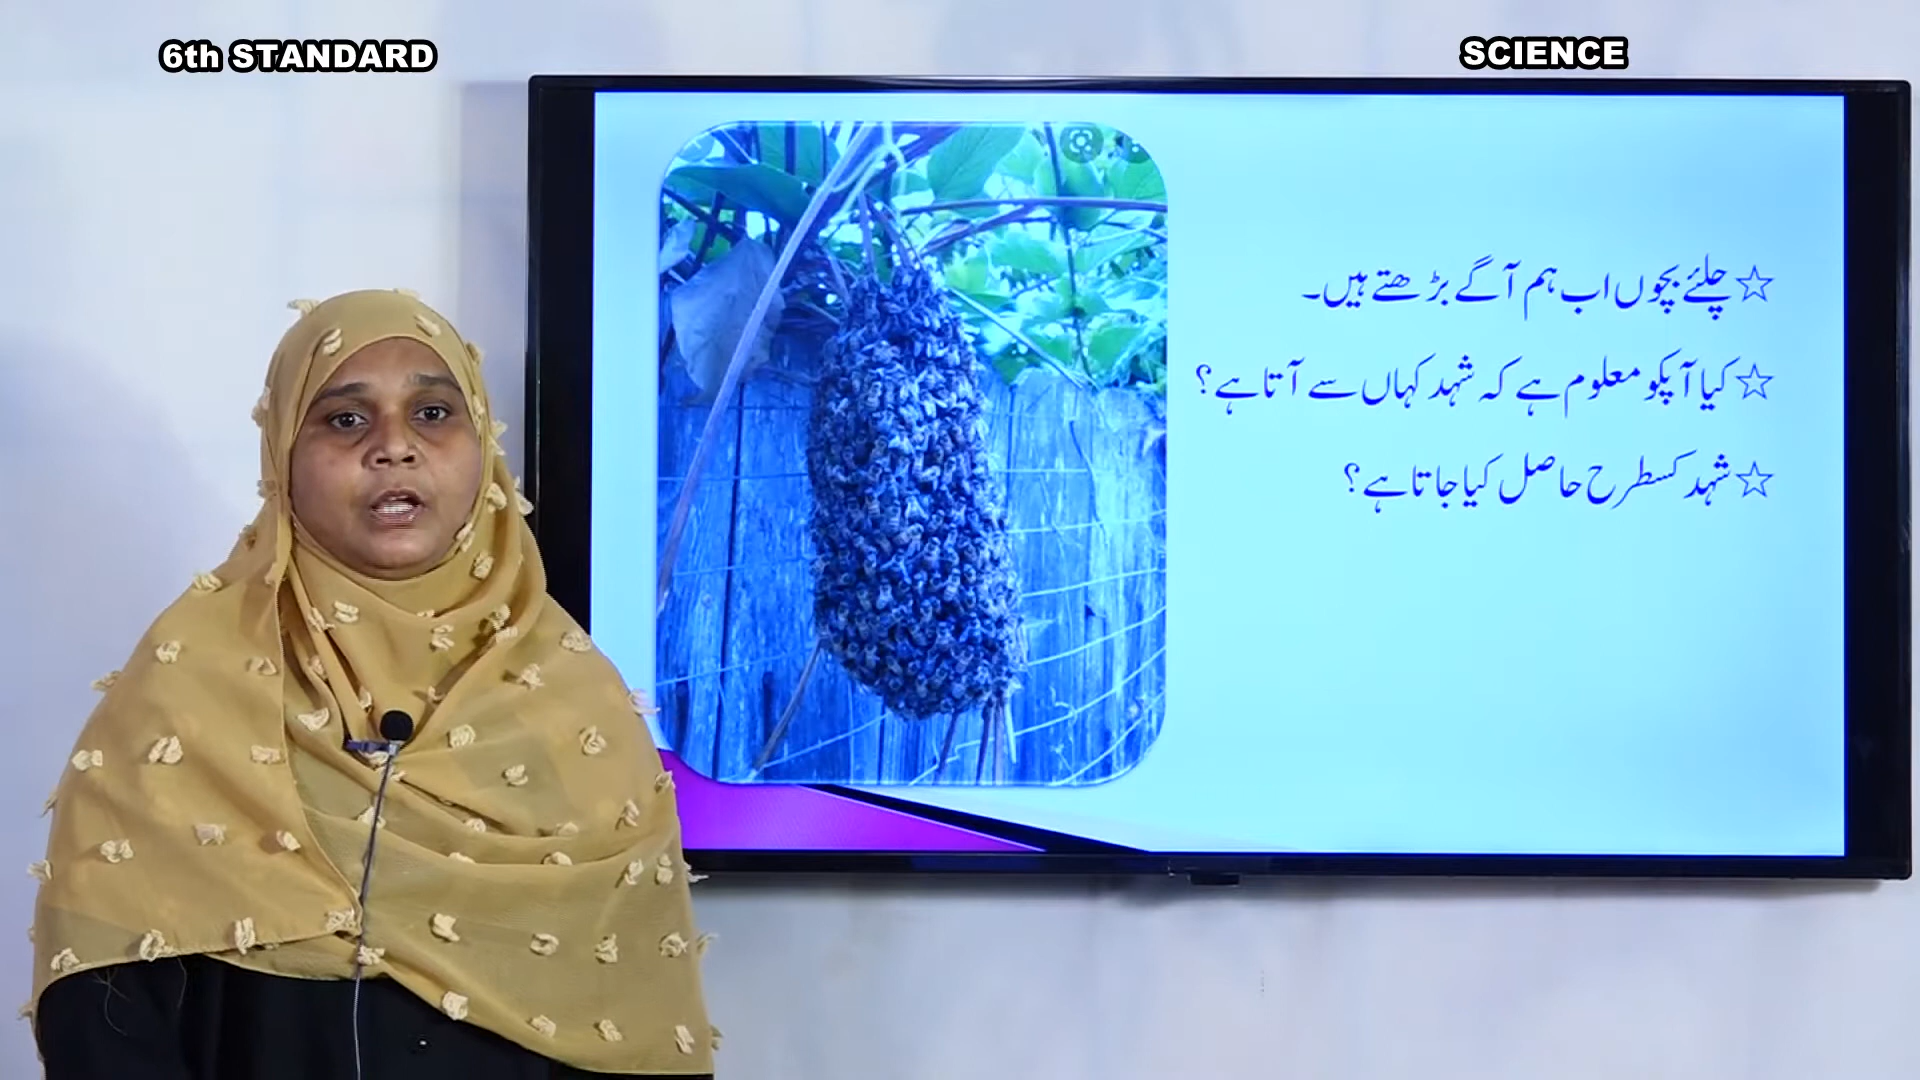 6th STANDARD
SCIENCE
☆ چلئے بچوں اب ہم آگے بڑھتے ہیں۔
☆ کیا آپکو معلوم ہے کہ شہد کہاں سے آتا ہے؟
☆ شہد کسطرح حاصل کیا جاتا ہے؟